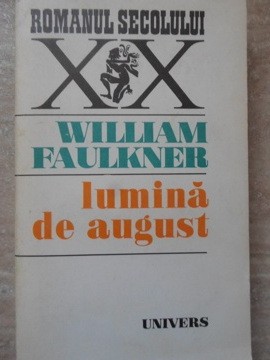 ROMANUL SECOLULUI
XX
WILLIAM
FAULKNER
lumină
de august
UNIVERS